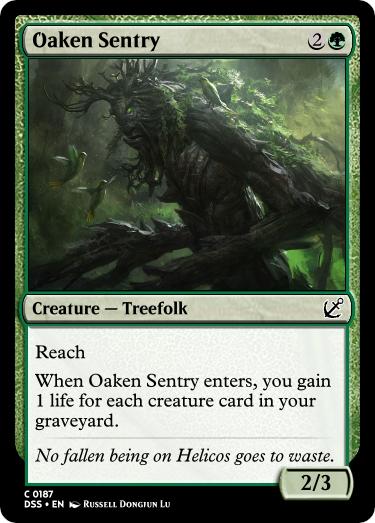 Oaken Sentry 2
Creature — Treefolk
Reach
When Oaken Sentry enters, you gain
1 life for each creature card in your
graveyard.
No fallen being on Helicos goes to waste.
2/3
C 0187
DSS • EN Russell Dongjun Lu